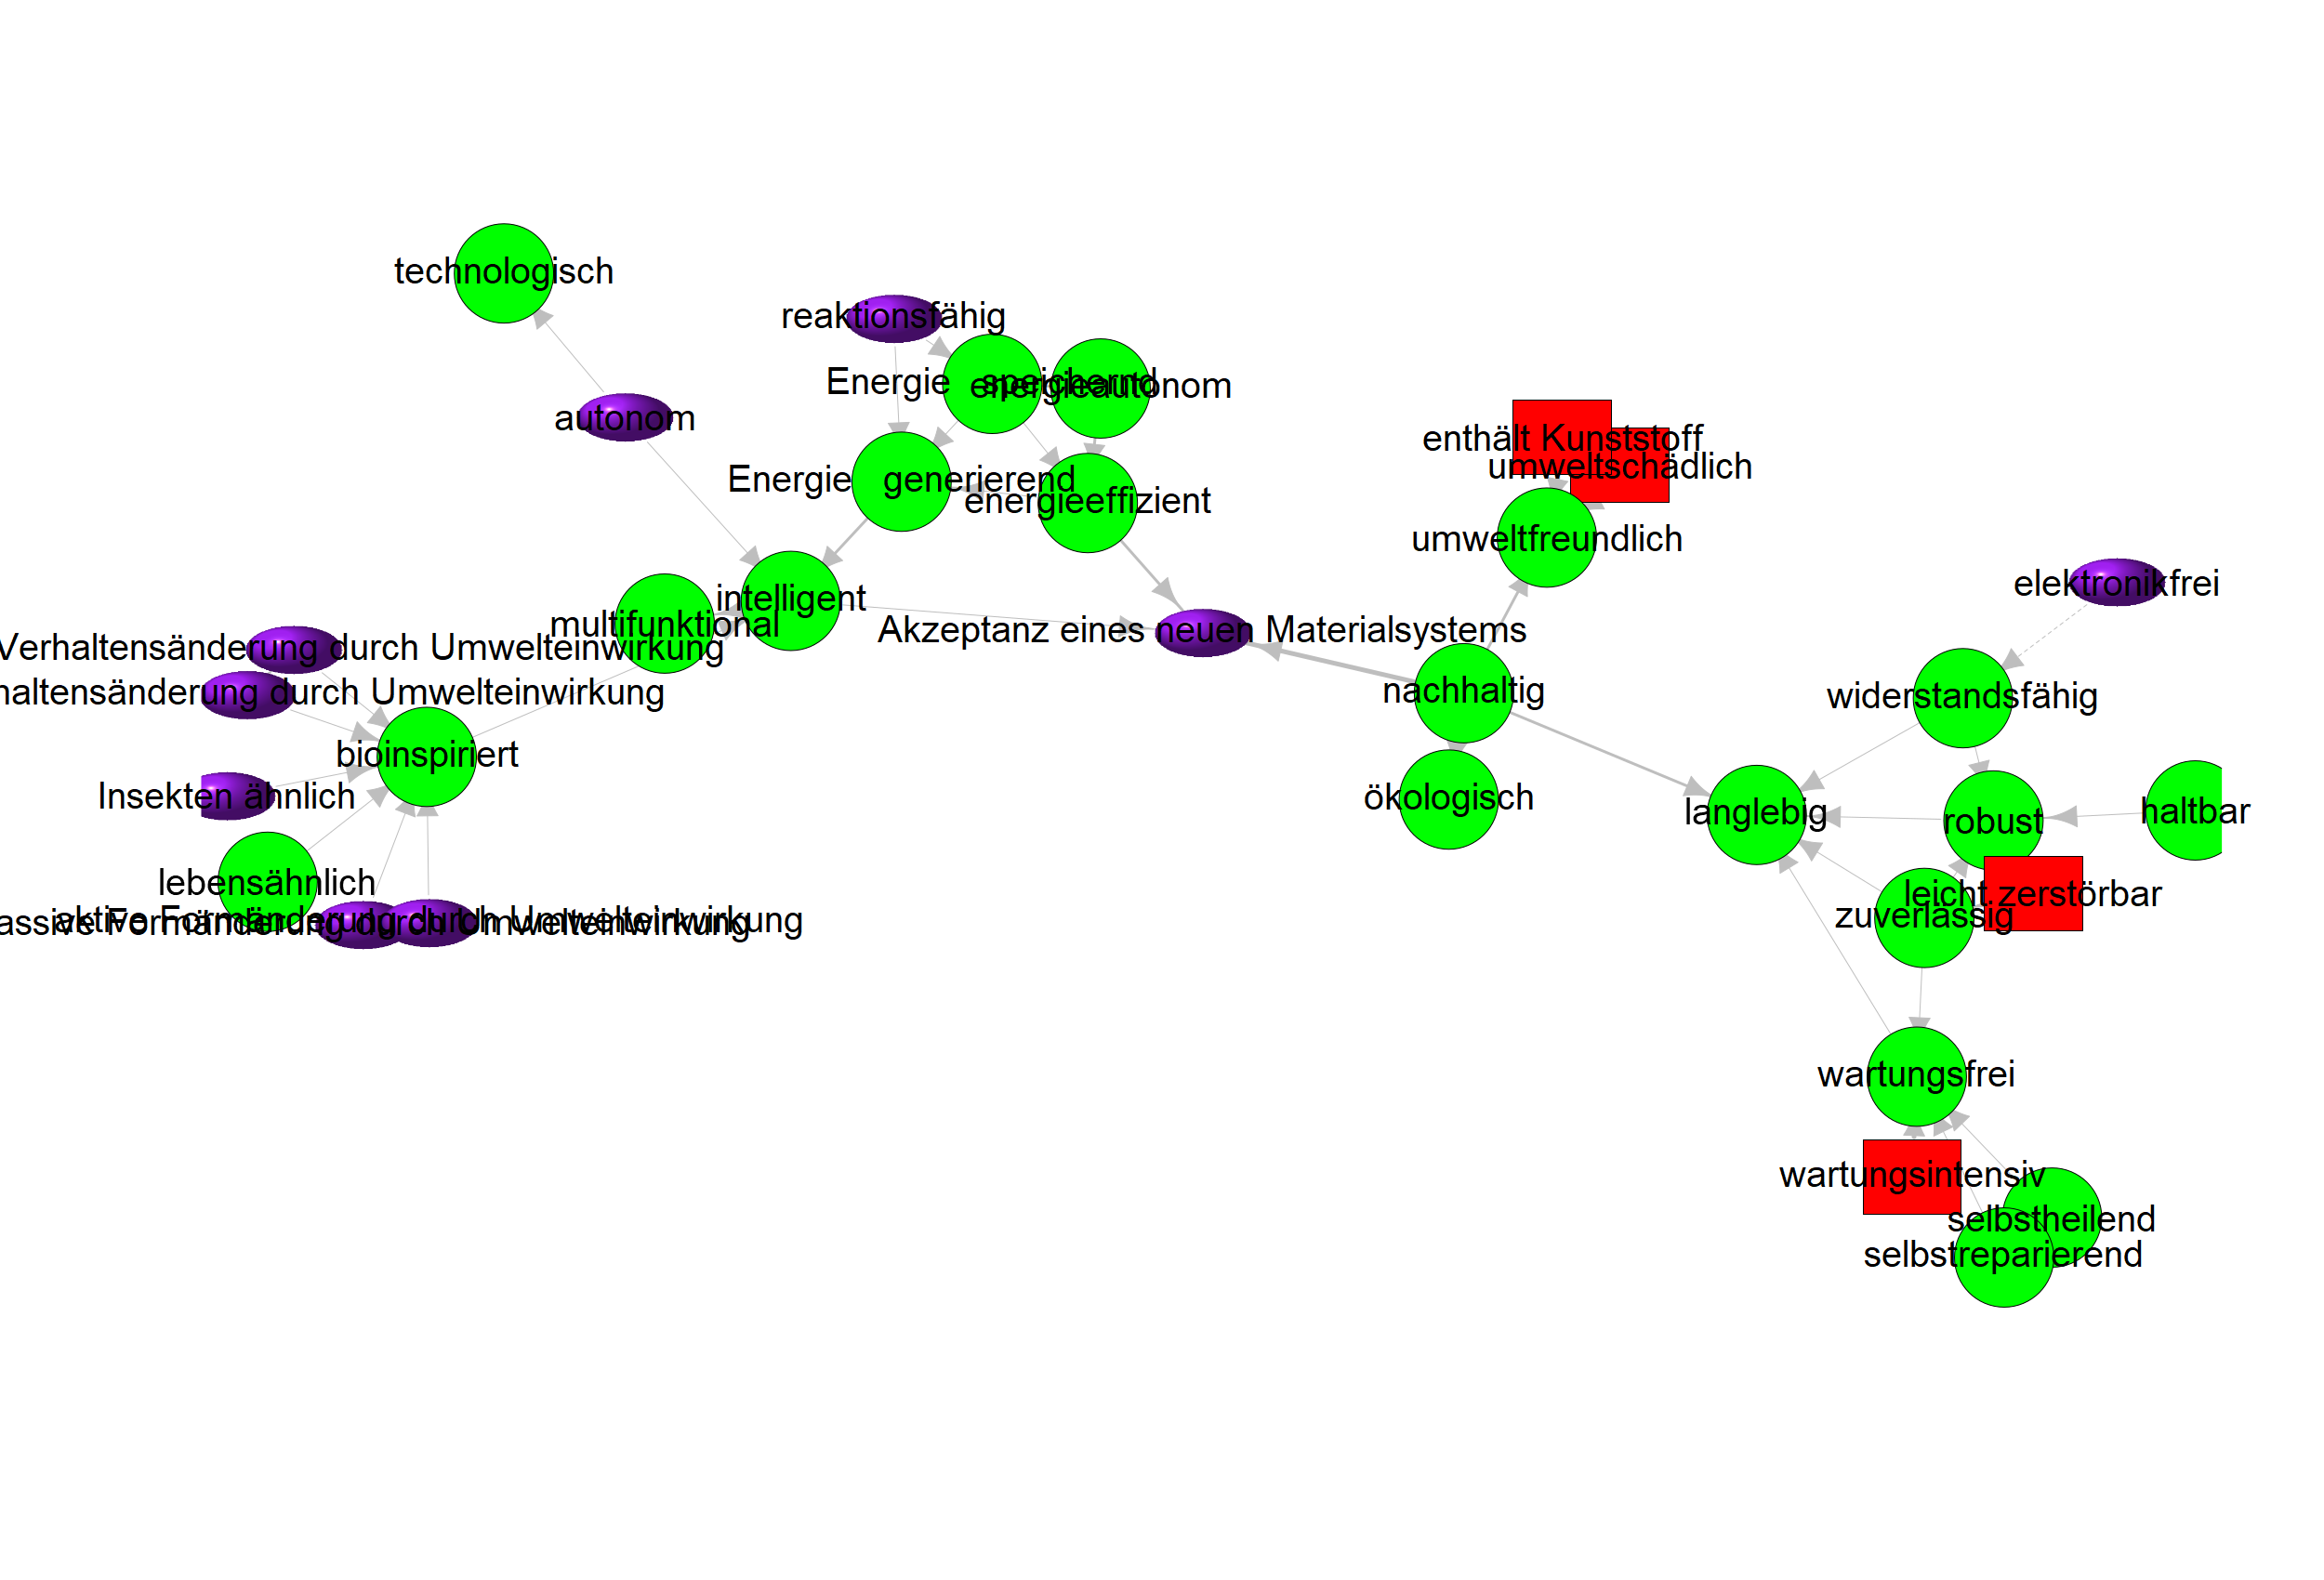 technologisch
reaktionsfähig
Energie speichernd
energieautonom
autonom
enthält Kunststoff
umweltschädlich
Energie generierend
energieeffizient
umweltfreundlich
elektronikfrei
intelligent
multifunktional
Akzeptanz eines neuen Materialsystems
Verhaltensänderung durch Umwelteinwirkung
haltensänderung durch Umwelteinwirkung
nachhaltig
widerstandsfähig
bioinspiriert
Insekten ähnlich
ökologisch
langlebig
robust
haltbar
lebensähnlich
leicht zerstörbar
zuverlässig
aktive Formänderung durch Umwelteinwirkung
assive Formänderung durch Umwelteinwirkung
wartungsfrei
wartungsintensiv
selbstheilend
selbstreparierend